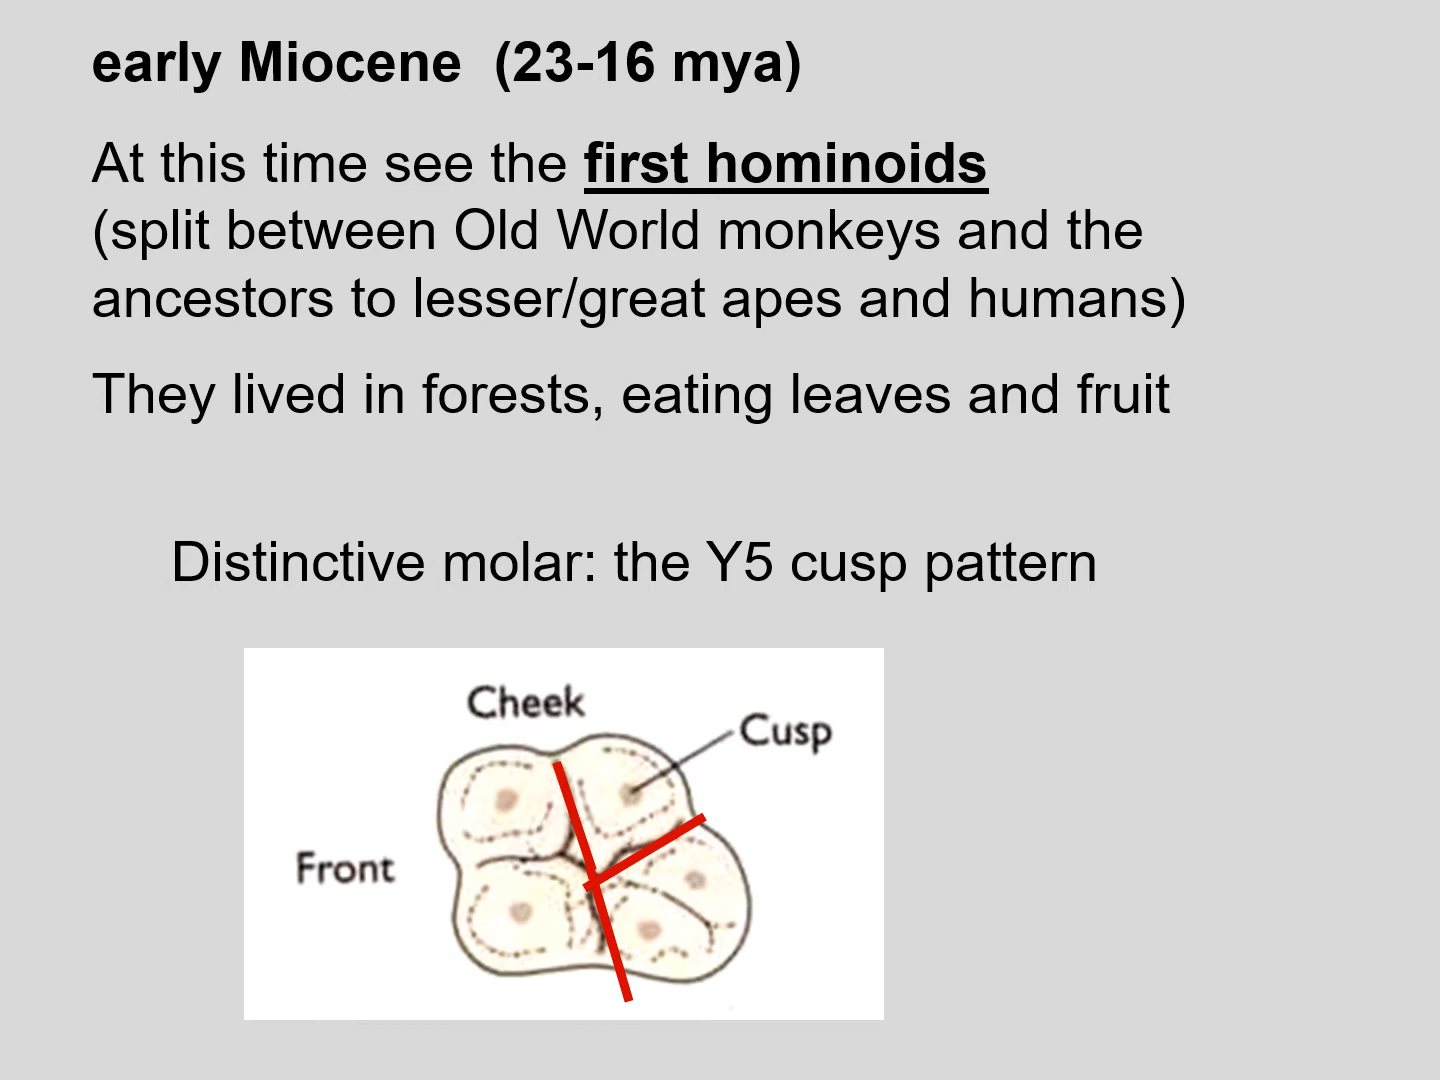 early Miocene (23-16 mya)
At this time see the first hominoids
(split between Old World monkeys and the
ancestors to lesser/great apes and humans)
They lived in forests, eating leaves and fruit
Distinctive molar: the Y5 cusp pattern
Cheek
Cusp
Front